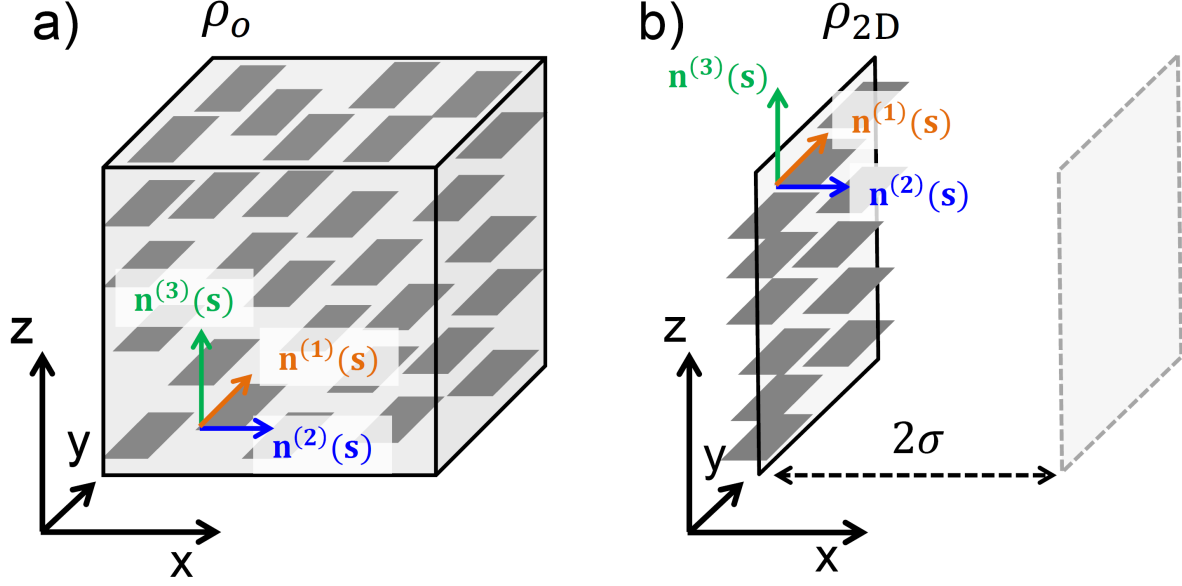 a)
ρₒ
n⁽³⁾(s)
n⁽¹⁾(s)
n⁽²⁾(s)
z
y
x
b)
ρ₂D
n⁽³⁾(s)
n⁽¹⁾(s)
n⁽²⁾(s)
z
y
2σ
x